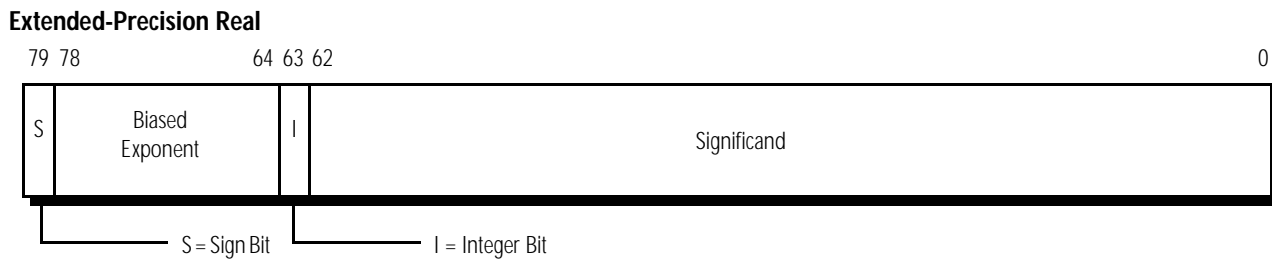 Extended-Precision Real
79 78 64 63 62 0
S Biased Exponent I Significand
S = Sign Bit I = Integer Bit